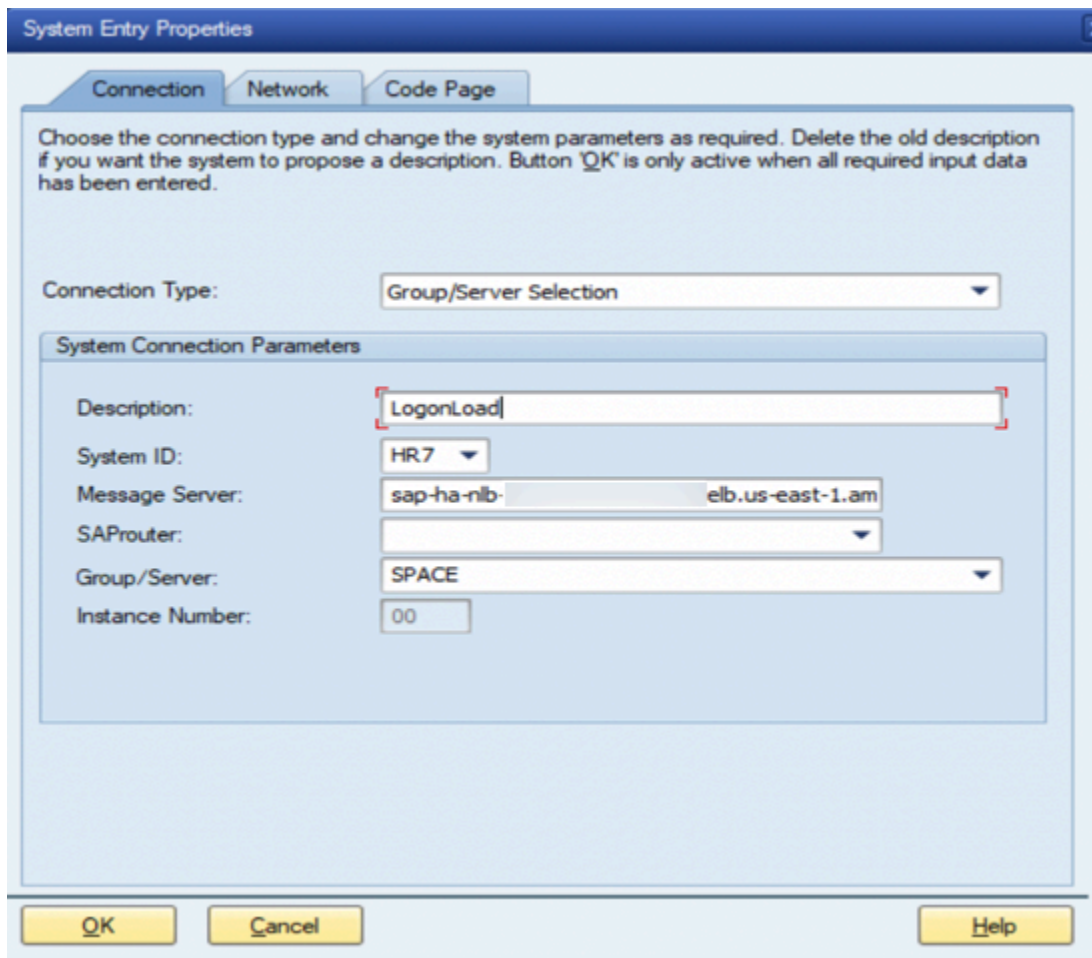 System Entry Properties
Connection Network Code Page
Choose the connection type and change the system parameters as required. Delete the old description
if you want the system to propose a description. Button 'OK' is only active when all required input data
has been entered.
Connection Type: Group/Server Selection
System Connection Parameters
Description: LogonLoad
System ID: HR7
Message Server: sap-ha-nlb- elb.us-east-1.am
SAProuter:
Group/Server: SPACE
Instance Number: 00
OK Cancel Help